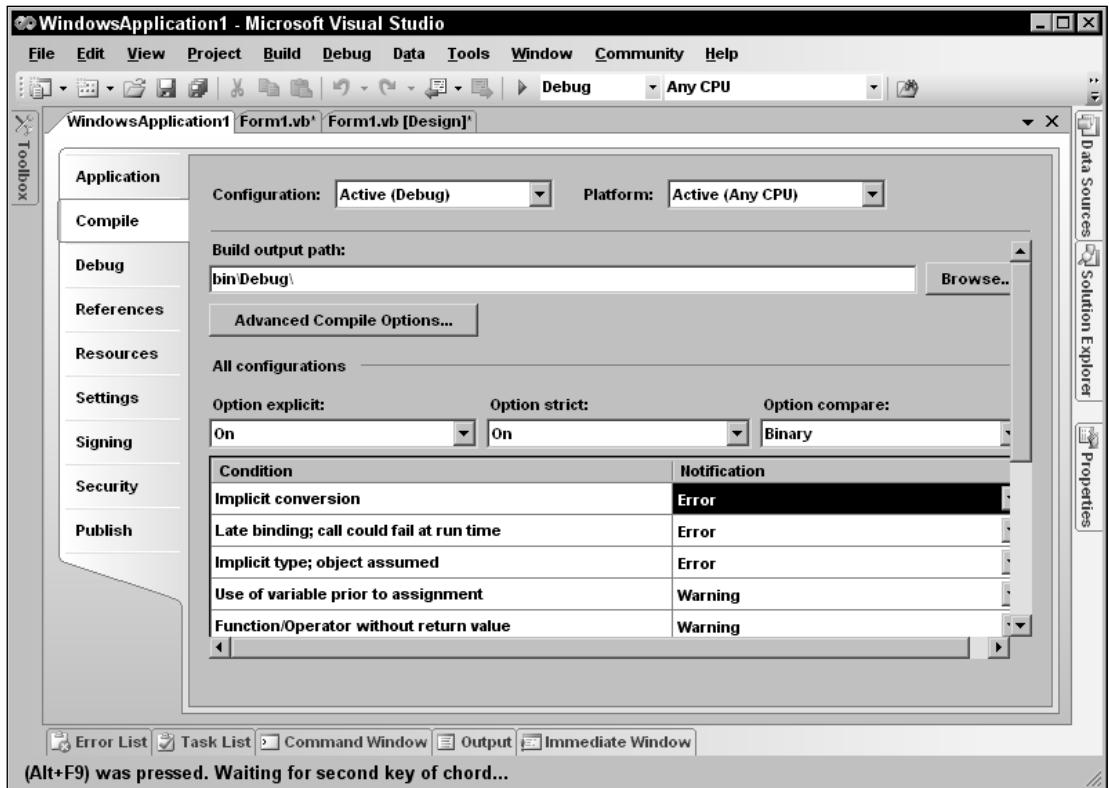 WindowsApplication1 - Microsoft Visual Studio
File Edit View Project Build Debug Data Tools Window Community Help
Debug Any CPU
Toolbox
WindowsApplication1 Form1.vb* Form1.vb [Design]*
Application
Compile
Debug
References
Resources
Settings
Signing
Security
Publish
Configuration: Active (Debug) Platform: Active (Any CPU)
Build output path:
bin\Debug\ Browse..
Advanced Compile Options...
All configurations
Option explicit: Option strict: Option compare:
On On Binary
Condition Notification
Implicit conversion Error
Late binding; call could fail at run time Error
Implicit type; object assumed Error
Use of variable prior to assignment Warning
Function/Operator without return value Warning
Data Sources
Solution Explorer
Properties
Error List Task List Command Window Output Immediate Window
(Alt+F9) was pressed. Waiting for second key of chord...